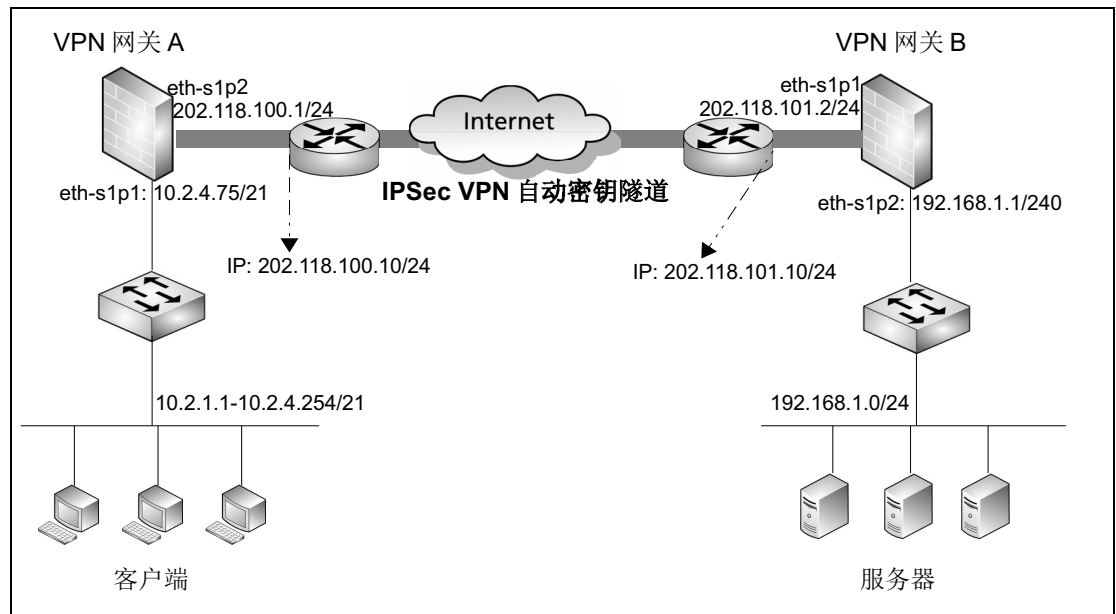 VPN 网关 A
VPN 网关 B
eth-s1p2
202.118.100.1/24
Internet
eth-s1p1
202.118.101.2/24
eth-s1p1: 10.2.4.75/21
IPSec VPN 自动密钥隧道
eth-s1p2: 192.168.1.1/240
IP: 202.118.100.10/24
IP: 202.118.101.10/24
10.2.1.1-10.2.4.254/21
192.168.1.0/24
客户端
服务器